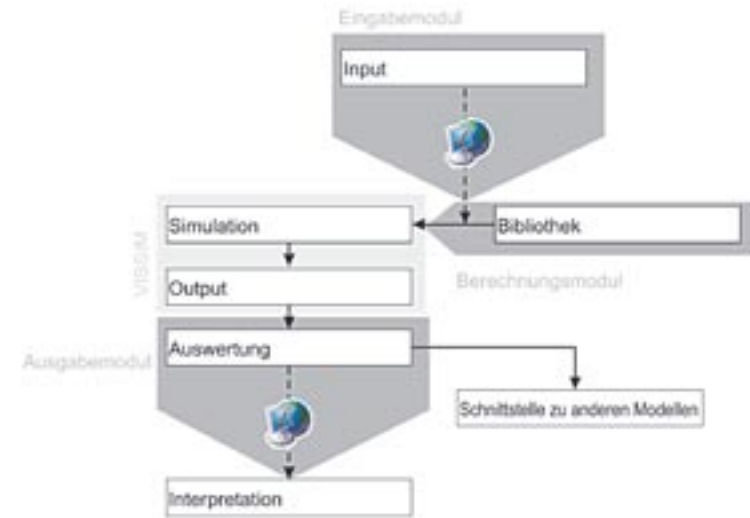 Eingabemodul
Input
Simulation
Bibliothek
VISSIM
Output
Berechnungsmodul
Auswertung
Ausgabemodul
Schnittstelle zu anderen Modellen
Interpretation